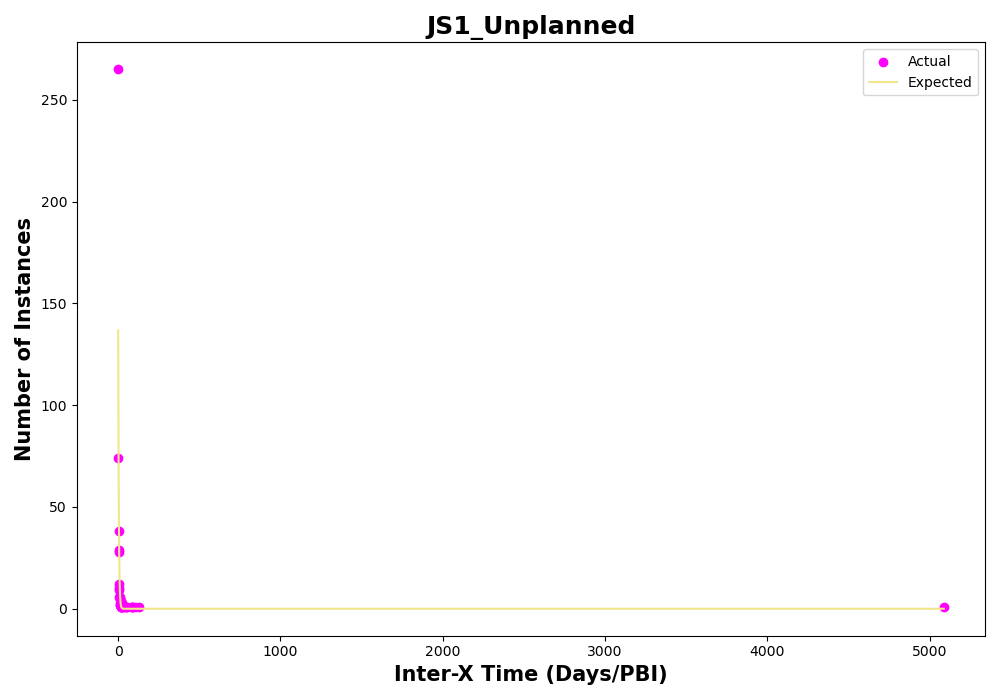 JS1_Unplanned
Actual
Expected
Number of Instances
250
200
150
100
50
0
0 1000 2000 3000 4000 5000
Inter-X Time (Days/PBI)